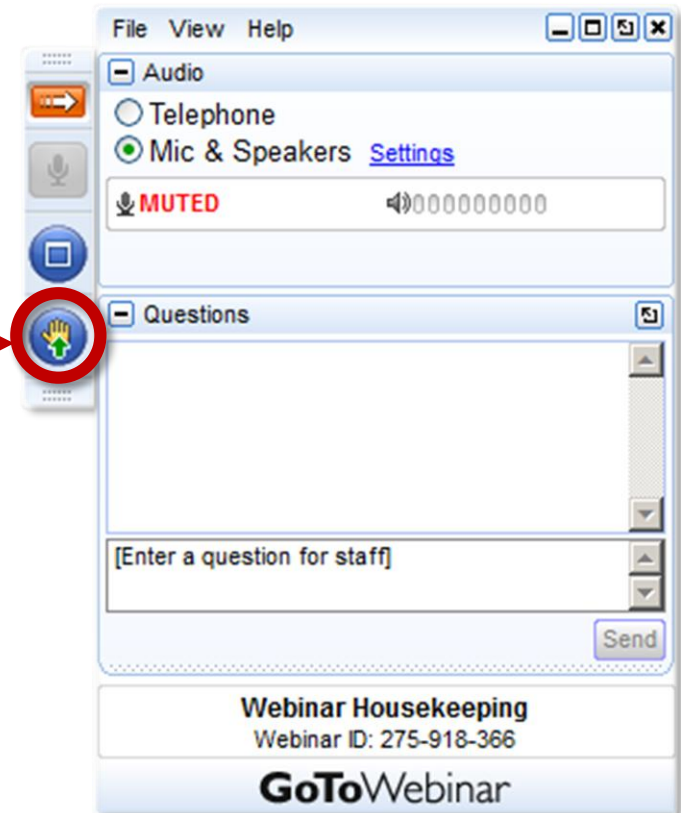 File View Help
Audio
Telephone
Mic & Speakers Settings
MUTED 000000000
Questions
[Enter a question for staff]
Send
Webinar Housekeeping
Webinar ID: 275-918-366
GoToWebinar